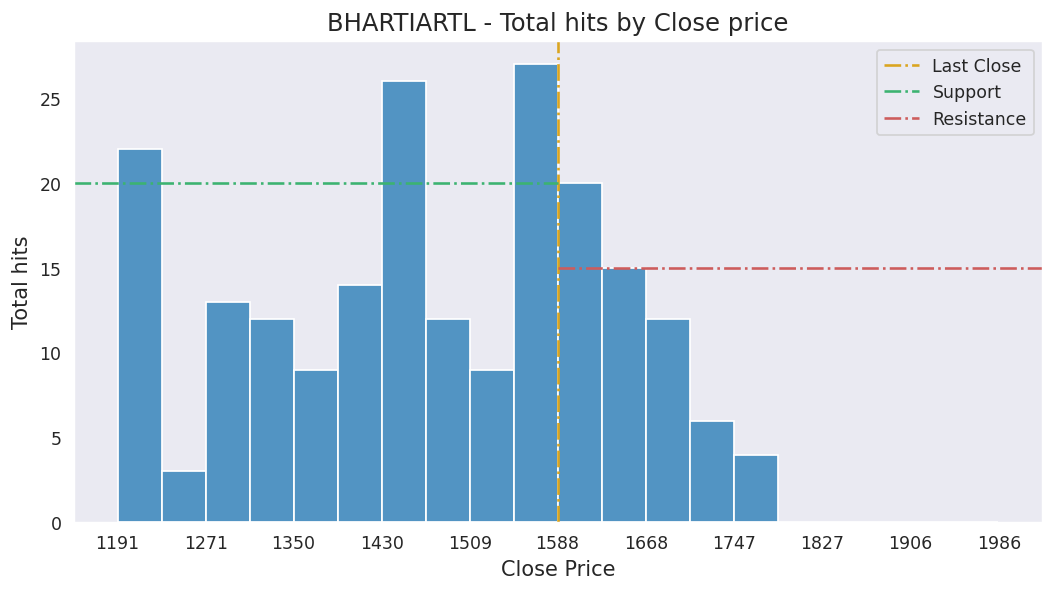 BHARTIARTL - Total hits by Close price
Last Close
Support
Resistance
Total hits
25
20
15
10
5
0
1191 1271 1350 1430 1509 1588 1668 1747 1827 1906 1986
Close Price